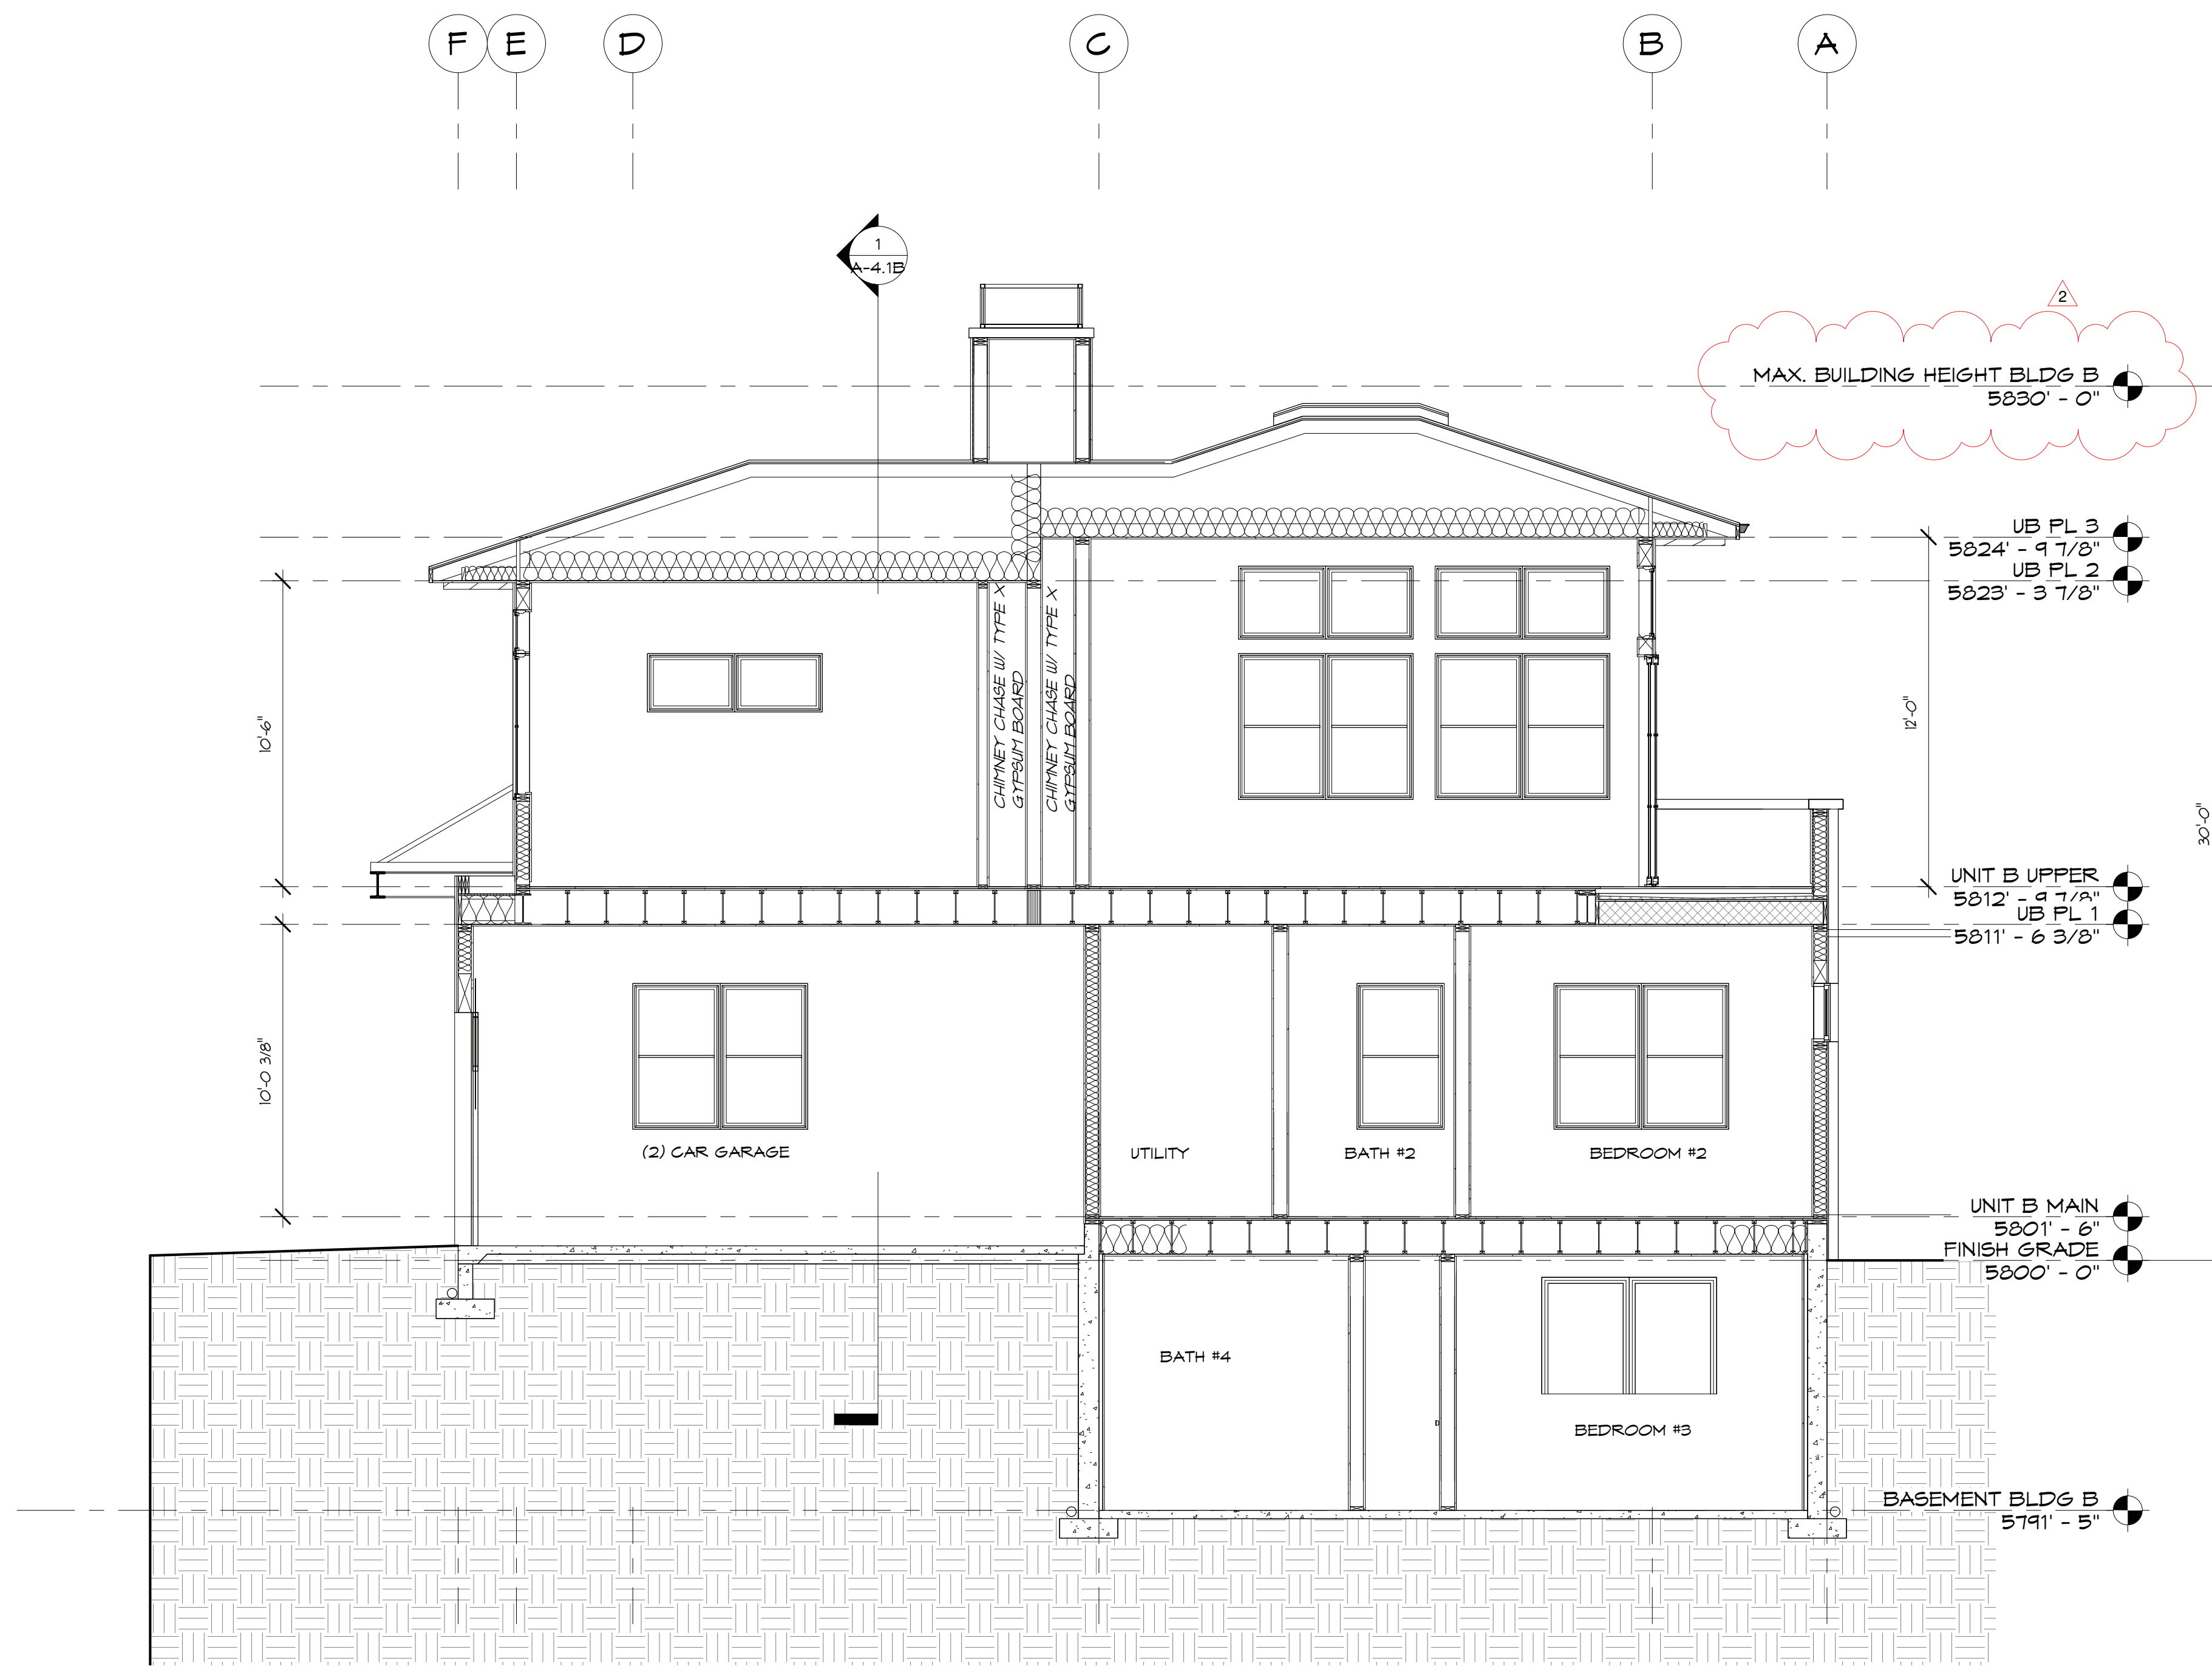 F E D C B A
1
A-4.1B
2
MAX. BUILDING HEIGHT BLDG B
5830' - 0"
UB PL 3
5824' - 9 7/8"
UB PL 2
5823' - 3 7/8"
CHIMNEY CHASE W/ TYPE X
GYPSUM BOARD
CHIMNEY CHASE W/ TYPE X
GYPSUM BOARD
10'-6"
12'-0"
30'-0"
UNIT B UPPER
5812' - 9 7/8"
UB PL 1
5811' - 6 3/8"
10'-0 3/8"
(2) CAR GARAGE
UTILITY
BATH #2
BEDROOM #2
UNIT B MAIN
5801' - 6"
FINISH GRADE
5800' - 0"
BATH #4
BEDROOM #3
BASEMENT BLDG B
5791' - 5"